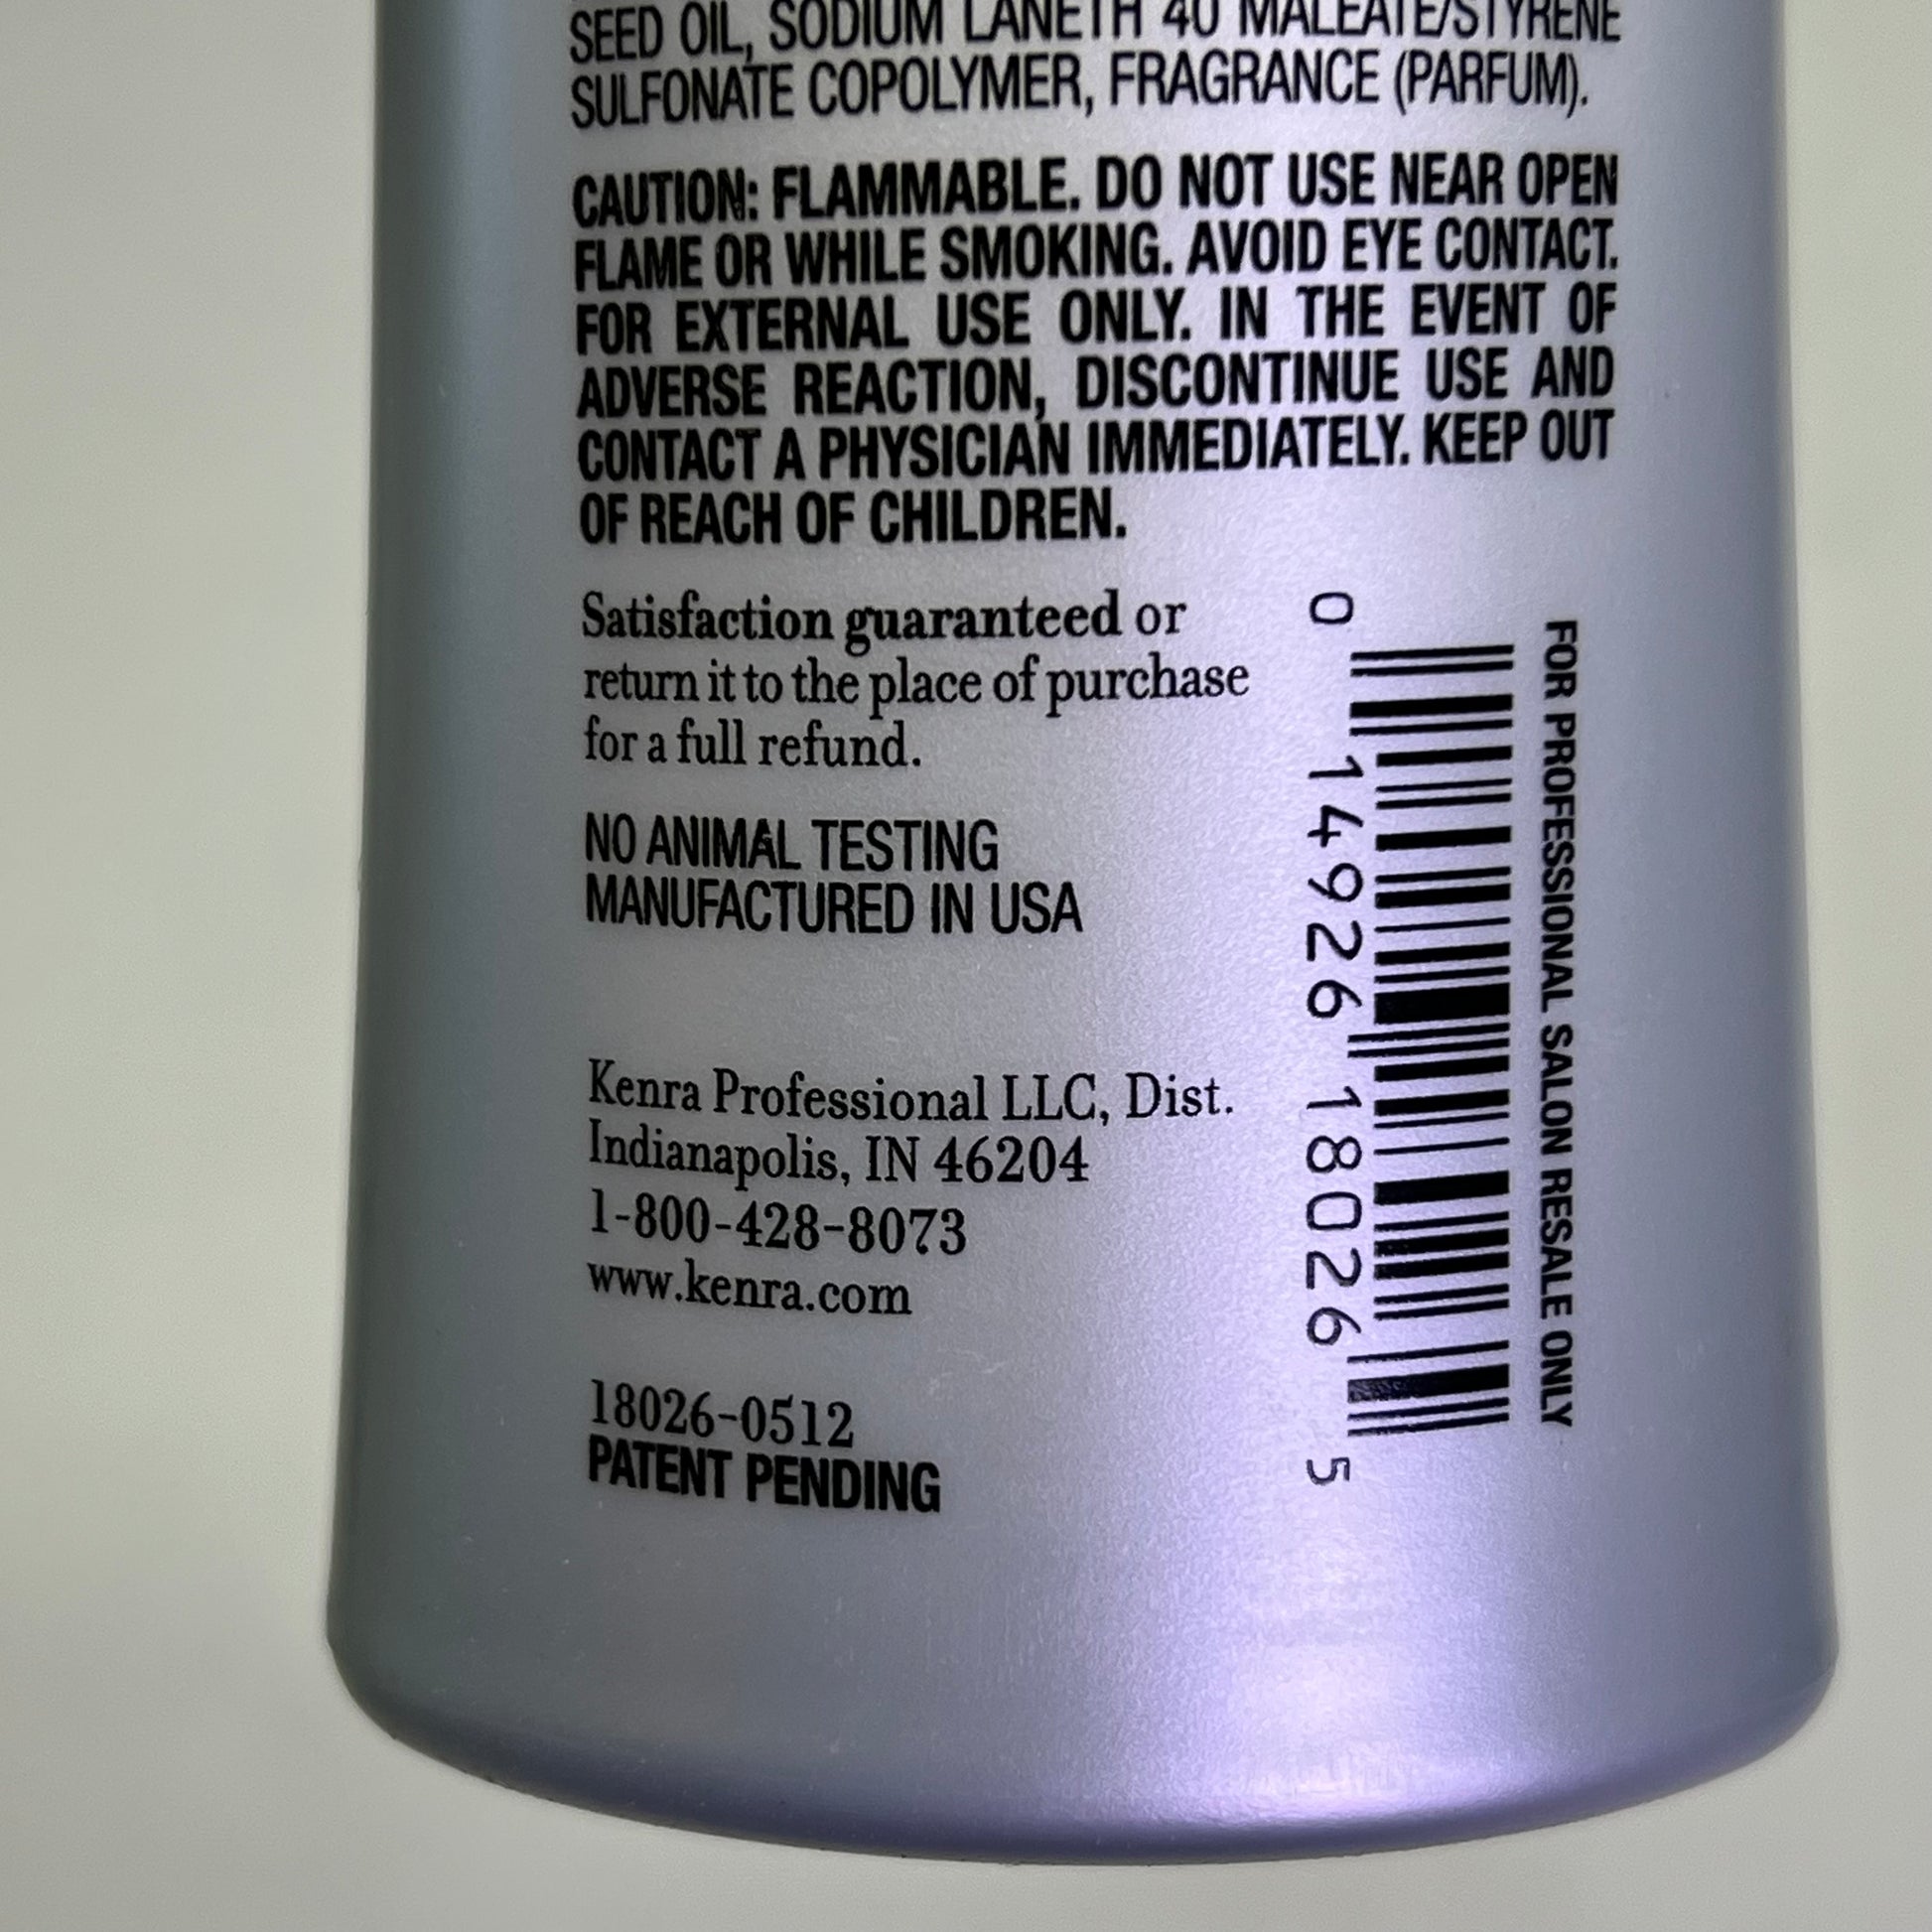 SEED OIL, SODIUM LANETH 40 MALEATE/STYRENE
SULFONATE COPOLYMER, FRAGRANCE (PARFUM).
CAUTION: FLAMMABLE. DO NOT USE NEAR OPEN
FLAME OR WHILE SMOKING. AVOID EYE CONTACT.
FOR EXTERNAL USE ONLY. IN THE EVENT OF
ADVERSE REACTION, DISCONTINUE USE AND
CONTACT A PHYSICIAN IMMEDIATELY. KEEP OUT
OF REACH OF CHILDREN.
Satisfaction guaranteed or
return it to the place of purchase
for a full refund.
NO ANIMAL TESTING
MANUFACTURED IN USA
Kenra Professional LLC, Dist.
Indianapolis, IN 46204
1-800-428-8073
www.kenra.com
18026-0512
PATENT PENDING
FOR PROFESSIONAL SALON RESALE ONLY
0 14926 18026 5